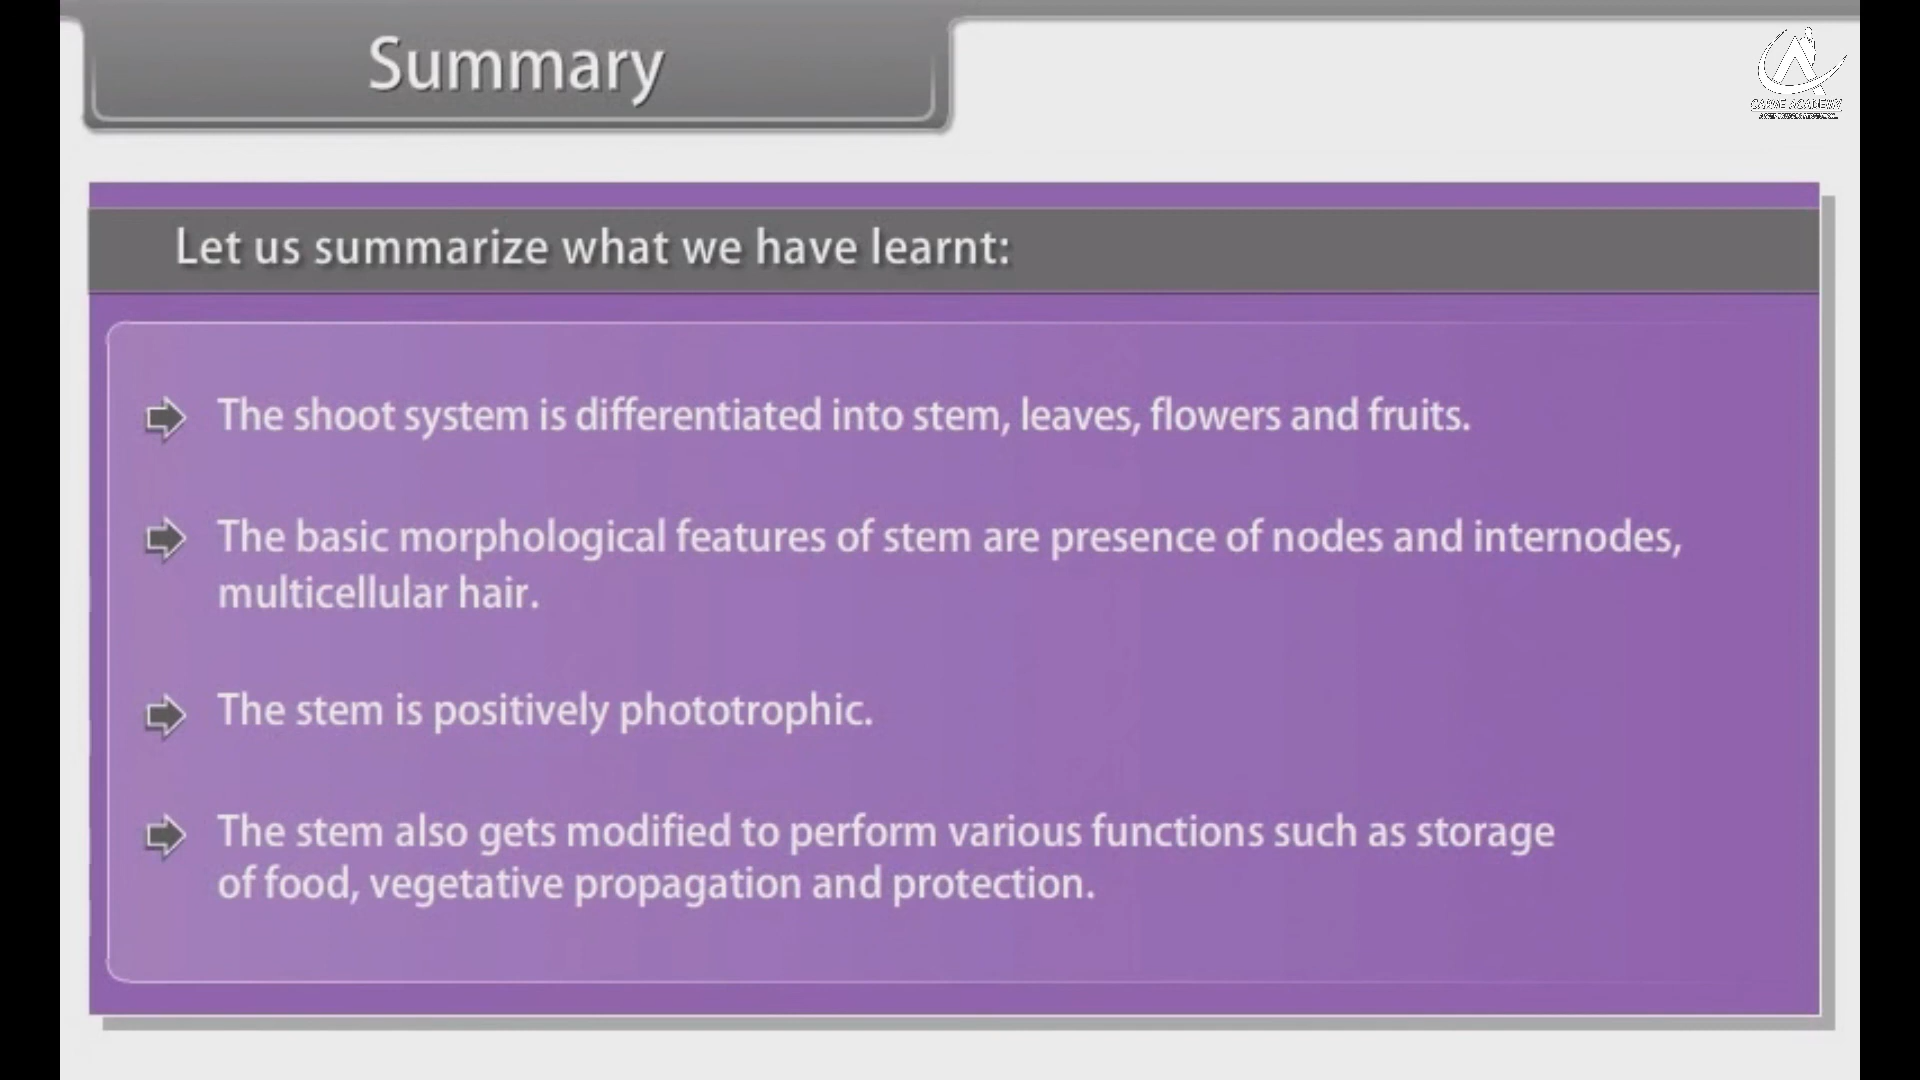 Summary
CARVE ACADEMY
Let us summarize what we have learnt:
The shoot system is differentiated into stem, leaves, flowers and fruits.
The basic morphological features of stem are presence of nodes and internodes,
multicellular hair.
The stem is positively phototrophic.
The stem also gets modified to perform various functions such as storage
of food, vegetative propagation and protection.